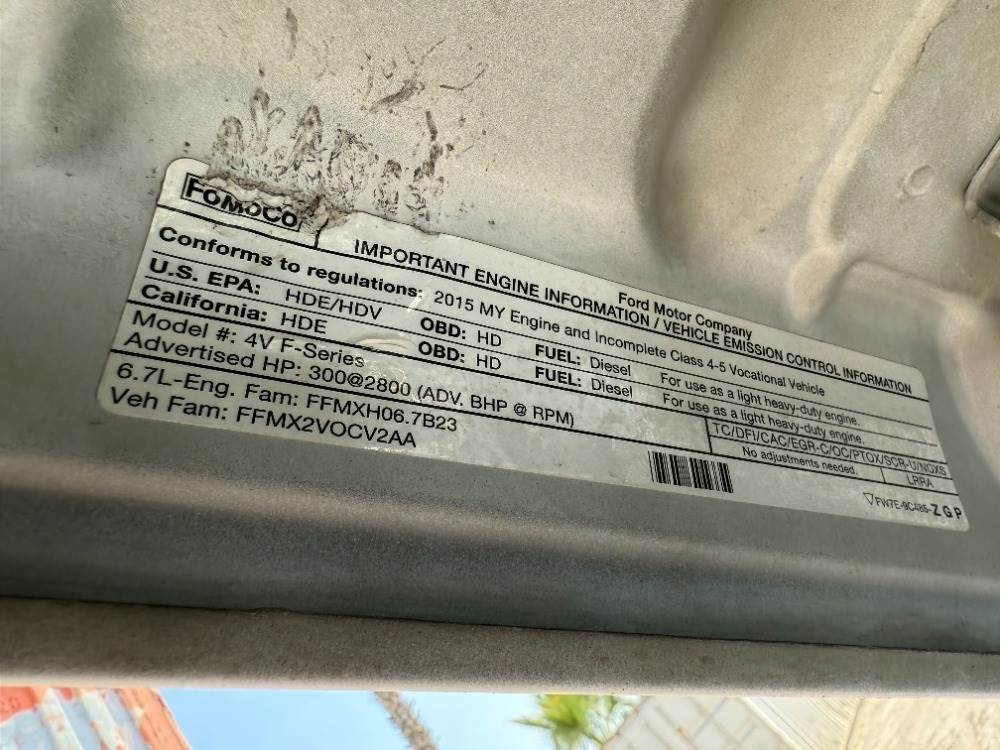 FoMoCo
Ford Motor Company
IMPORTANT ENGINE INFORMATION / VEHICLE EMISSION CONTROL INFORMATION
Conforms to regulations: 2015 MY Engine and Incomplete Class 4-5 Vocational Vehicle
U.S. EPA: HDE/HDV OBD: HD FUEL: Diesel For use as a light heavy-duty engine.
California: HDE OBD: HD FUEL: Diesel For use as a light heavy-duty engine.
Model #: 4V F-Series
Advertised HP: 300@2800 (ADV. BHP @ RPM)
TC/DFI/CAC/EGR-C/OC/PTOX/SCR-U/NOXS
6.7L-Eng. Fam: FFMXH06.7B23
No adjustments needed. LRRA
Veh Fam: FFMX2VOCV2AA
FW7E-9C485-ZGP